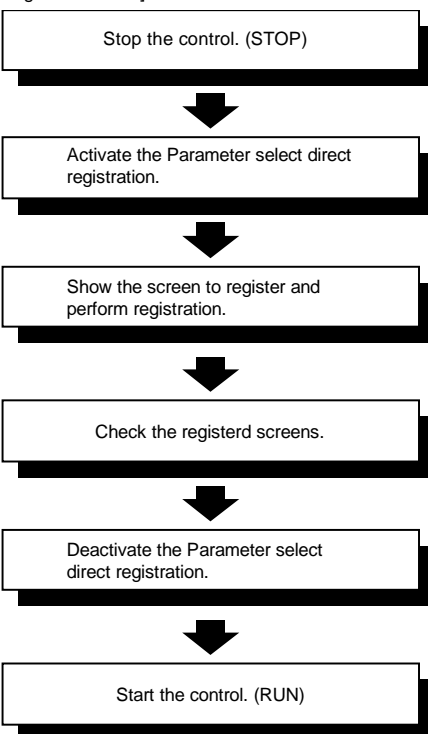 Stop the control. (STOP)
Activate the Parameter select direct
registration.
Show the screen to register and
perform registration.
Check the registerd screens.
Deactivate the Parameter select
direct registration.
Start the control. (RUN)